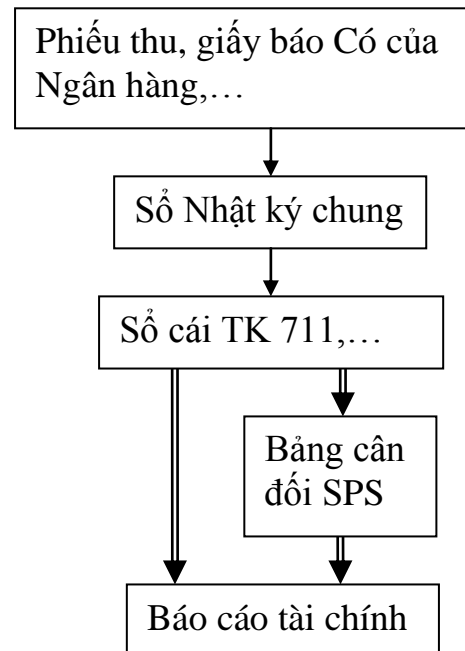 Phiếu thu, giấy báo Có của
Ngân hàng,…
Sổ Nhật ký chung
Sổ cái TK 711,…
Bảng cân
đối SPS
Báo cáo tài chính